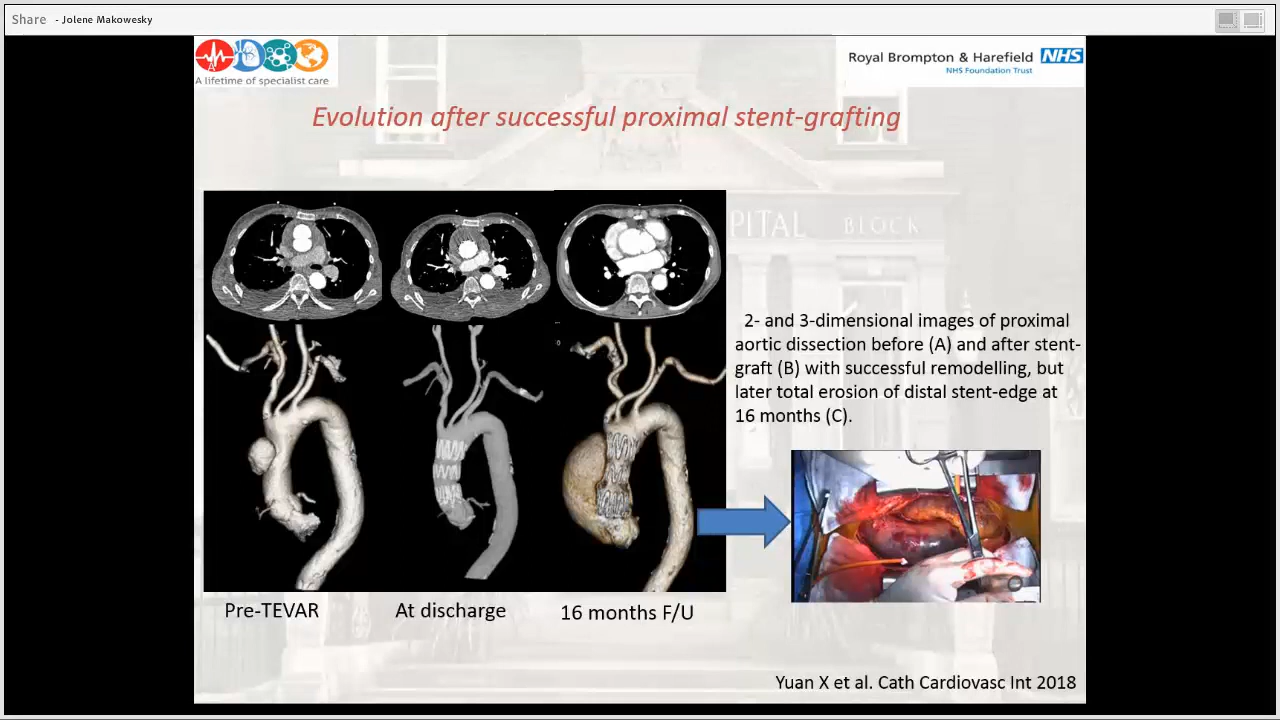 Share - Jolene Makowesky
A lifetime of specialist care
Royal Brompton & Harefield NHS
NHS Foundation Trust
Evolution after successful proximal stent-grafting
PITAL BLOCK
2- and 3-dimensional images of proximal
aortic dissection before (A) and after stent-
graft (B) with successful remodelling, but
later total erosion of distal stent-edge at
16 months (C).
Pre-TEVAR
At discharge
16 months F/U
Yuan X et al. Cath Cardiovasc Int 2018